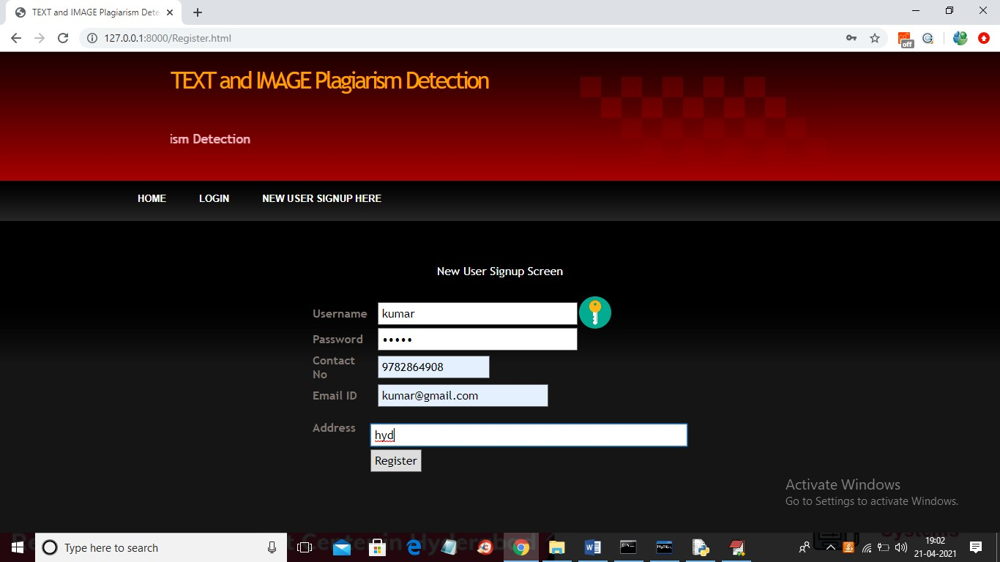 TEXT and IMAGE Plagiarism Dete
127.0.0.1:8000/Register.html
off
TEXT and IMAGE Plagiarism Detection
ism Detection
HOME LOGIN NEW USER SIGNUP HERE
New User Signup Screen
Username kumar
Password •••••
Contact No 9782864908
Email ID kumar@gmail.com
Address hyd
Register
Activate Windows
Go to Settings to activate Windows.
Type here to search
19:02
21-04-2021